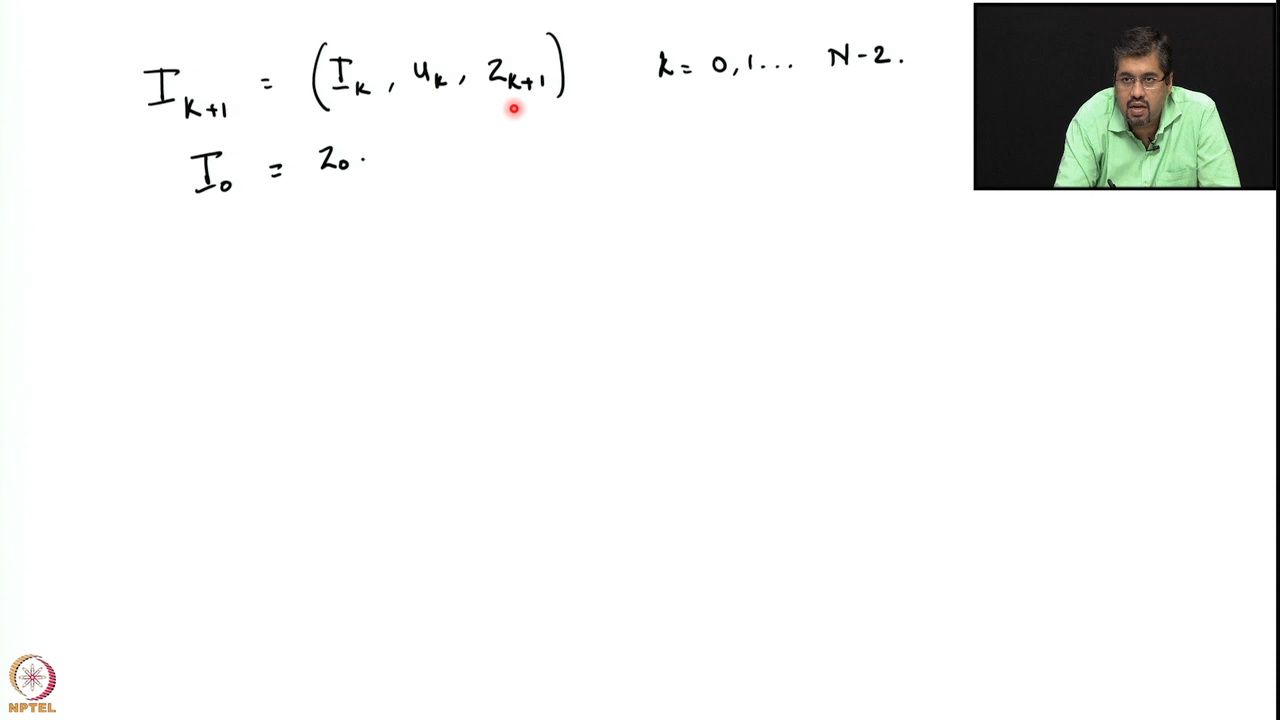 I_{k+1} = (I_k, u_k, z_{k+1}) k = 0, 1 ... N-2.
I_0 = z_0.
NPTEL